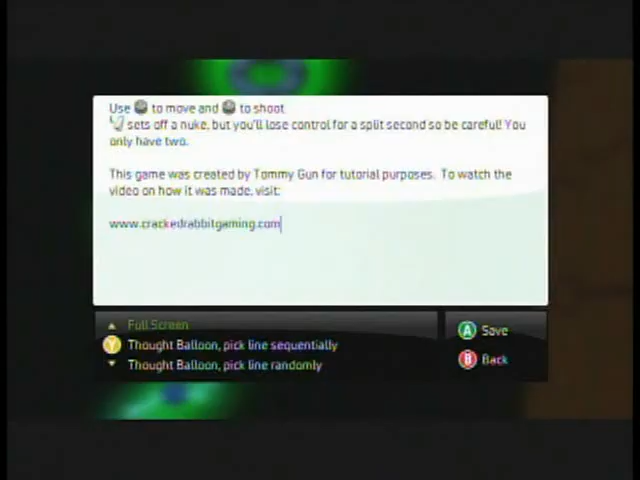 Use to move and to shoot
sets off a nuke, but you'll lose control for a split second so be careful! You
only have two.
This game was created by Tommy Gun for tutorial purposes. To watch the
video on how it was made, visit:
www.crackedrabbitgaming.com
Full Screen
A Save
Y Thought Balloon, pick line sequentially
B Back
Thought Balloon, pick line randomly